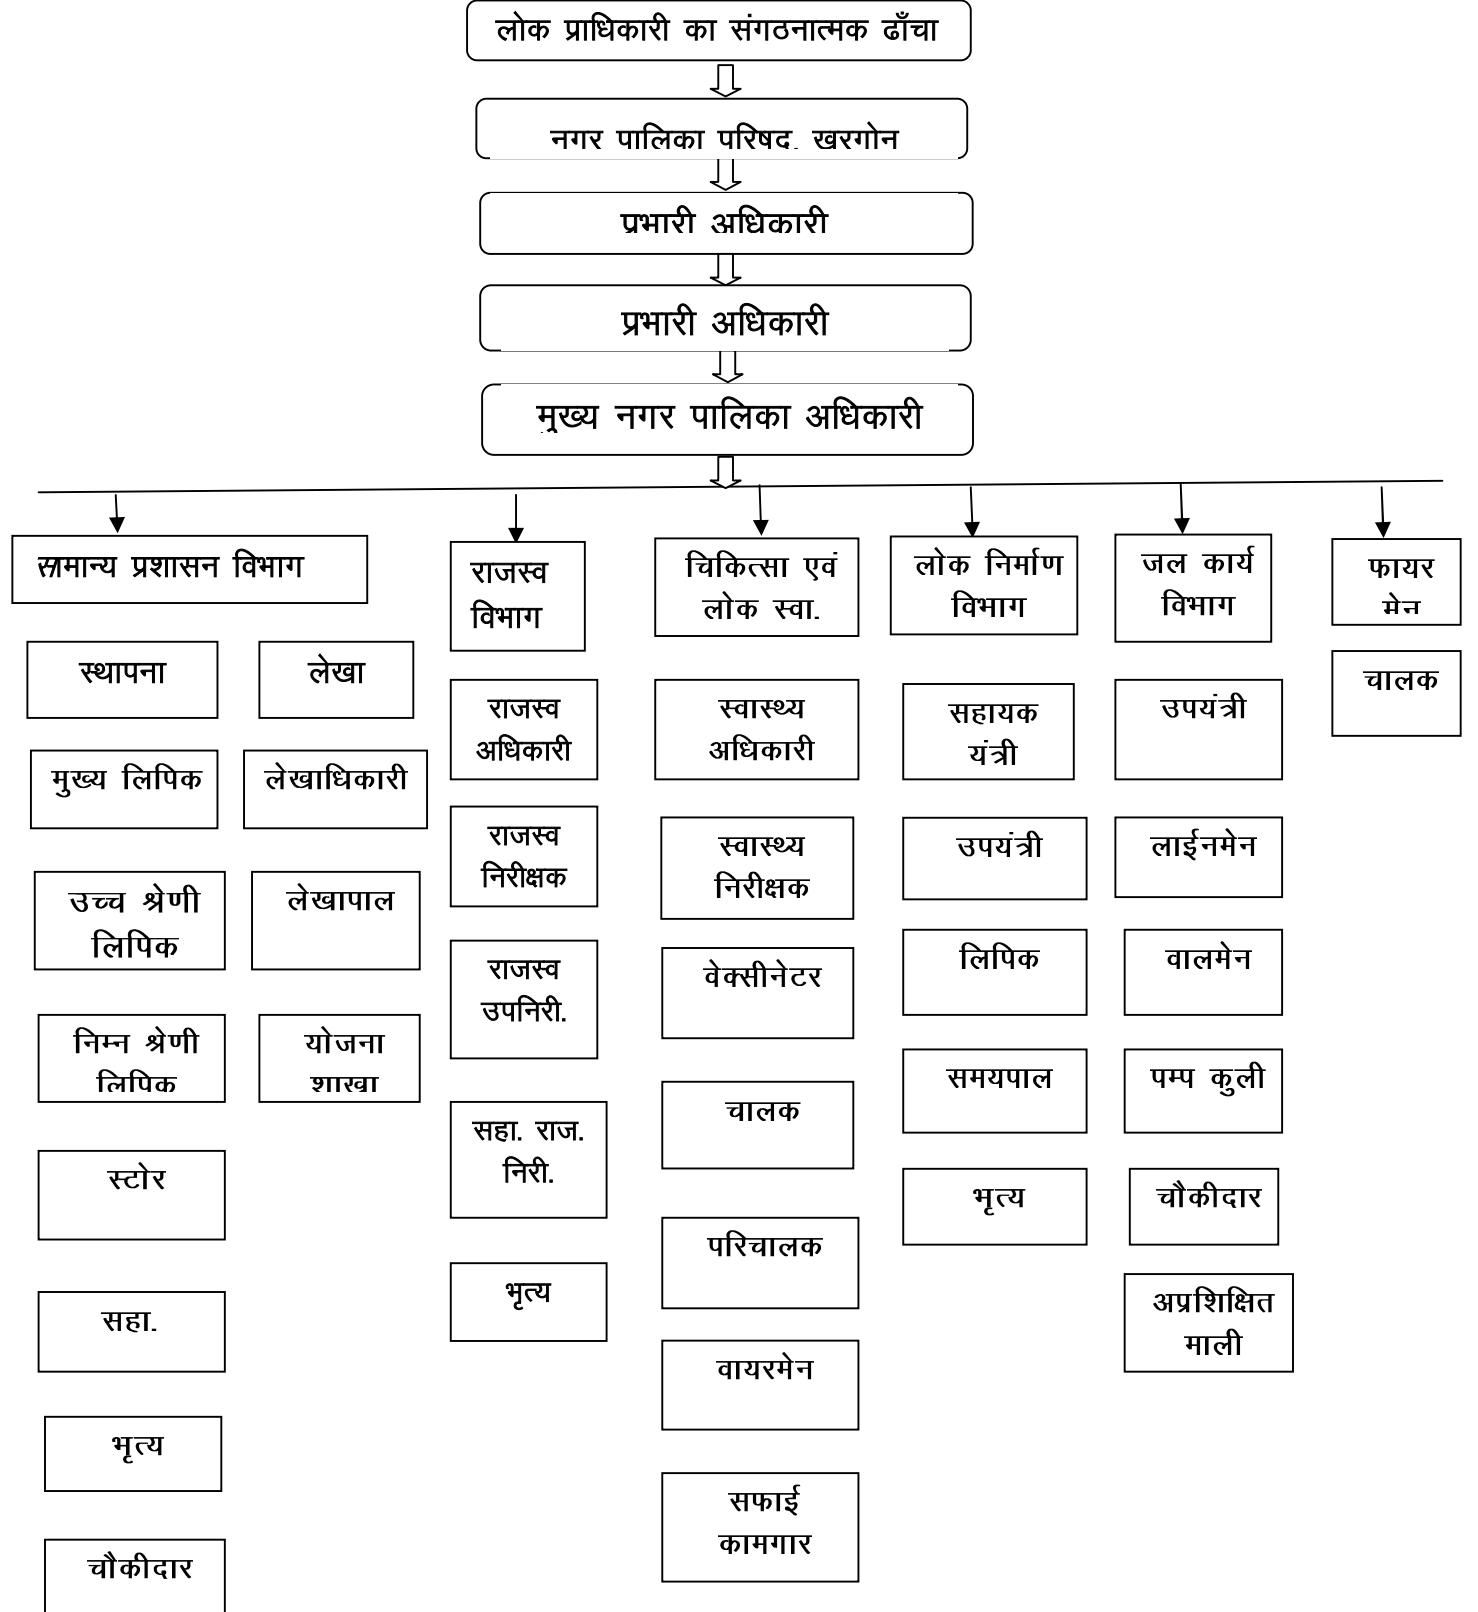 लोक प्राधिकारी का संगठनात्मक ढाँचा
नगर पालिका परिषद, खरगोन
प्रभारी अधिकारी
प्रभारी अधिकारी
मुख्य नगर पालिका अधिकारी
सामान्य प्रशासन विभाग
स्थापना
मुख्य लिपिक
उच्च श्रेणी
लिपिक
निम्न श्रेणी
लिपिक
स्टोर
सहा.
भृत्य
चौकीदार
लेखा
लेखाधिकारी
लेखापाल
योजना
शाखा
राजस्व
विभाग
राजस्व
अधिकारी
राजस्व
निरीक्षक
राजस्व
उपनिरी.
सहा. राज.
निरी.
भृत्य
चिकित्सा एवं
लोक स्वा.
स्वास्थ्य
अधिकारी
स्वास्थ्य
निरीक्षक
वेक्सीनेटर
चालक
परिचालक
वायरमेन
सफाई
कामगार
लोक निर्माण
विभाग
सहायक
यंत्री
उपयंत्री
लिपिक
समयपाल
भृत्य
जल कार्य
विभाग
उपयंत्री
लाईनमेन
वालमेन
पम्प कुली
चौकीदार
अप्रशिक्षित
माली
फायर
मेन
चालक